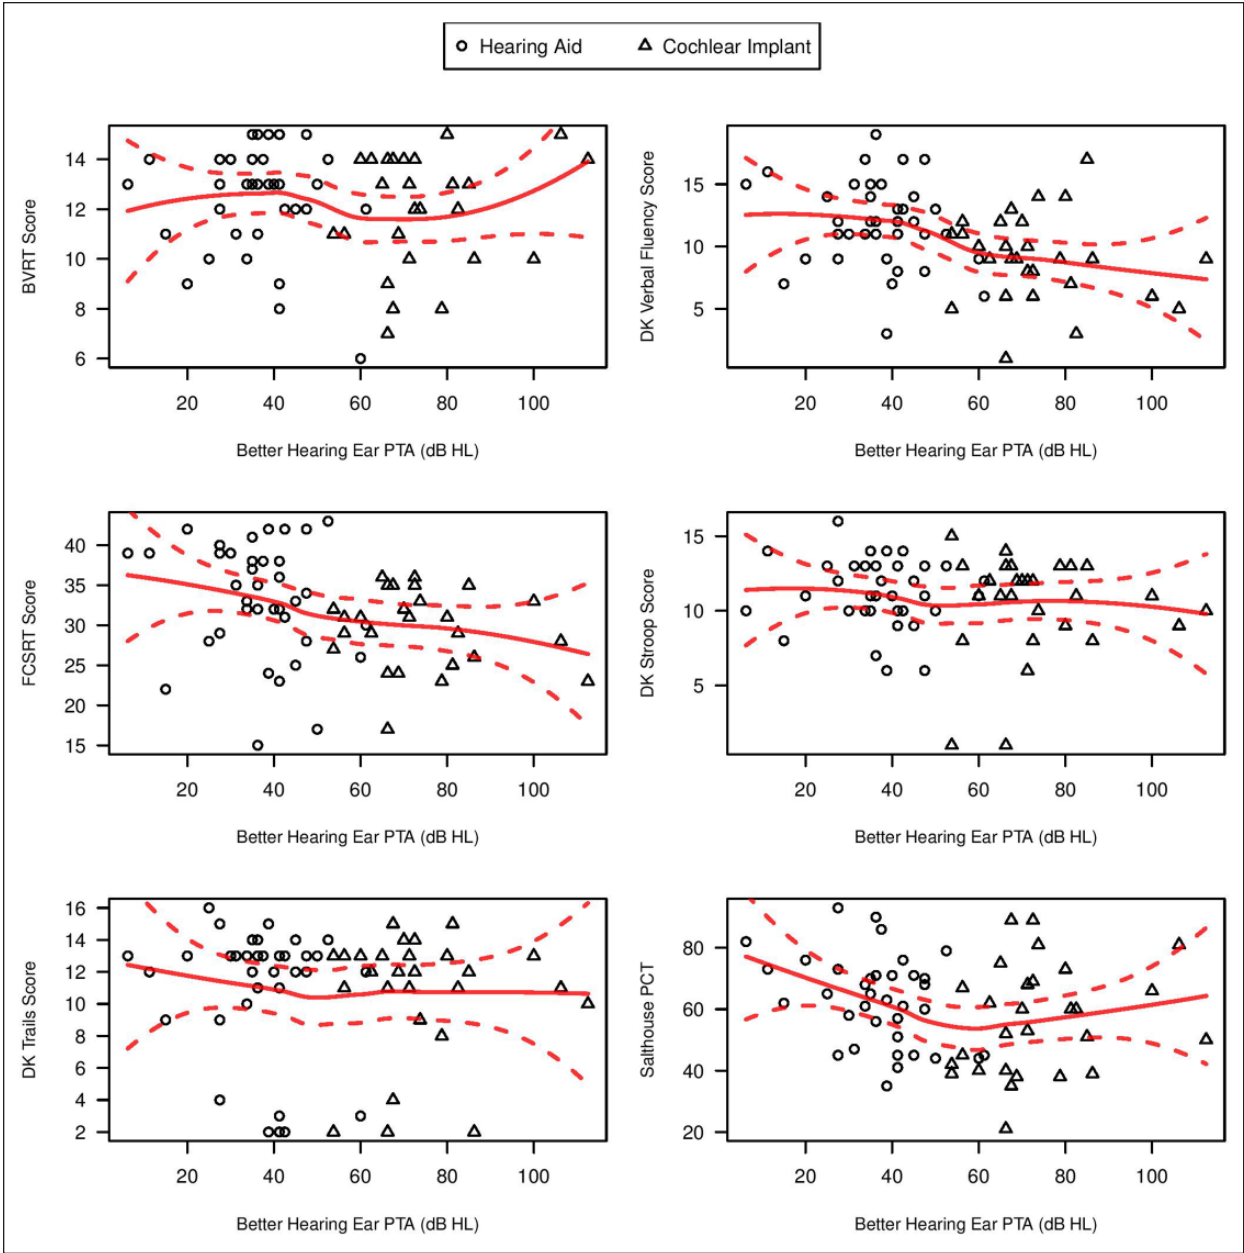 Hearing Aid Cochlear Implant
BVRT Score
14
12
10
8
6
20 40 60 80 100
Better Hearing Ear PTA (dB HL)
DK Verbal Fluency Score
15
10
5
20 40 60 80 100
Better Hearing Ear PTA (dB HL)
FCSRT Score
40
35
30
25
20
15
20 40 60 80 100
Better Hearing Ear PTA (dB HL)
DK Stroop Score
15
10
5
20 40 60 80 100
Better Hearing Ear PTA (dB HL)
DK Trails Score
16
14
12
10
8
6
4
2
20 40 60 80 100
Better Hearing Ear PTA (dB HL)
Salthouse PCT
80
60
40
20
20 40 60 80 100
Better Hearing Ear PTA (dB HL)